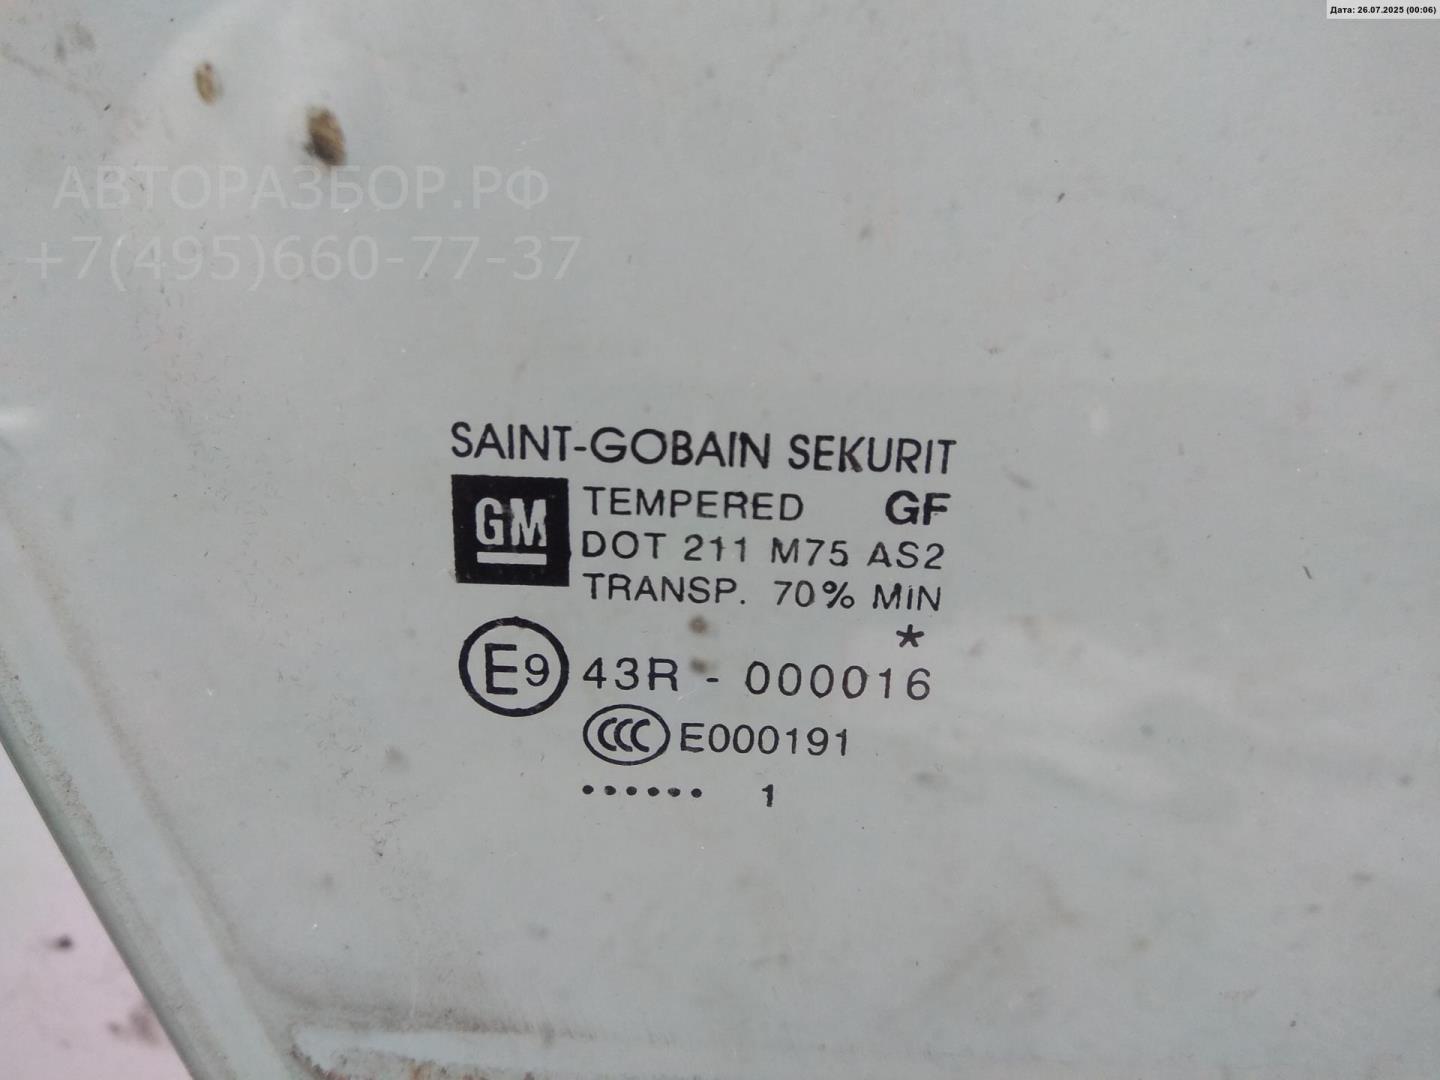 Дата: 26.07.2025 (00:06)
АВТОРАЗБОР.РФ
+7(495)660-77-37
SAINT-GOBAIN SEKURIT
GM TEMPERED GF
DOT 211 M75 AS2
TRANSP. 70% MIN
*
E9 43R - 000016
CCC E000191
...... 1